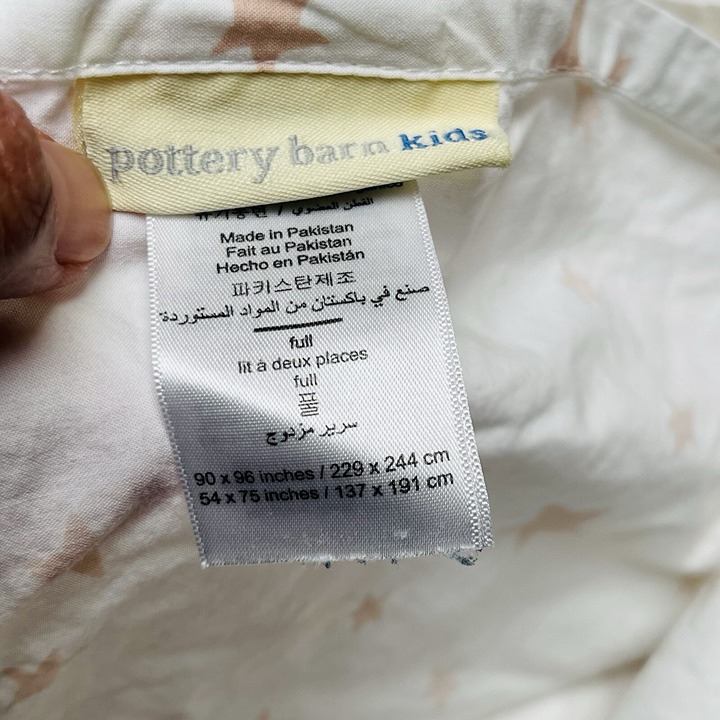 pottery barn kids
Made in Pakistan
Fait au Pakistan
Hecho en Pakistán
파키스탄제조
صنع في باكستان من المواد المستوردة
full
lit à deux places
full
풀
سرير مزدوج
90 x 96 inches / 229 x 244 cm
54 x 75 inches / 137 x 191 cm